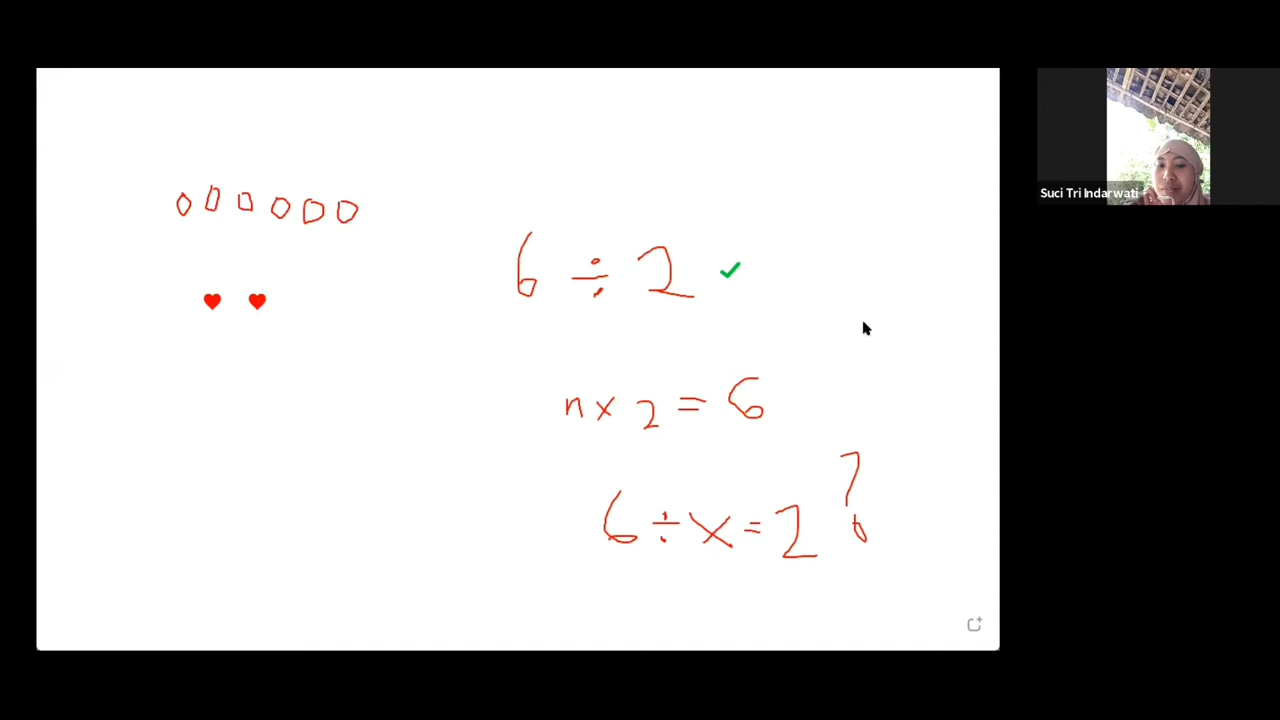 6 ÷ 2 ✓
n x 2 = 6
6 ÷ x = 2 ?
Suci Tri Indarwati